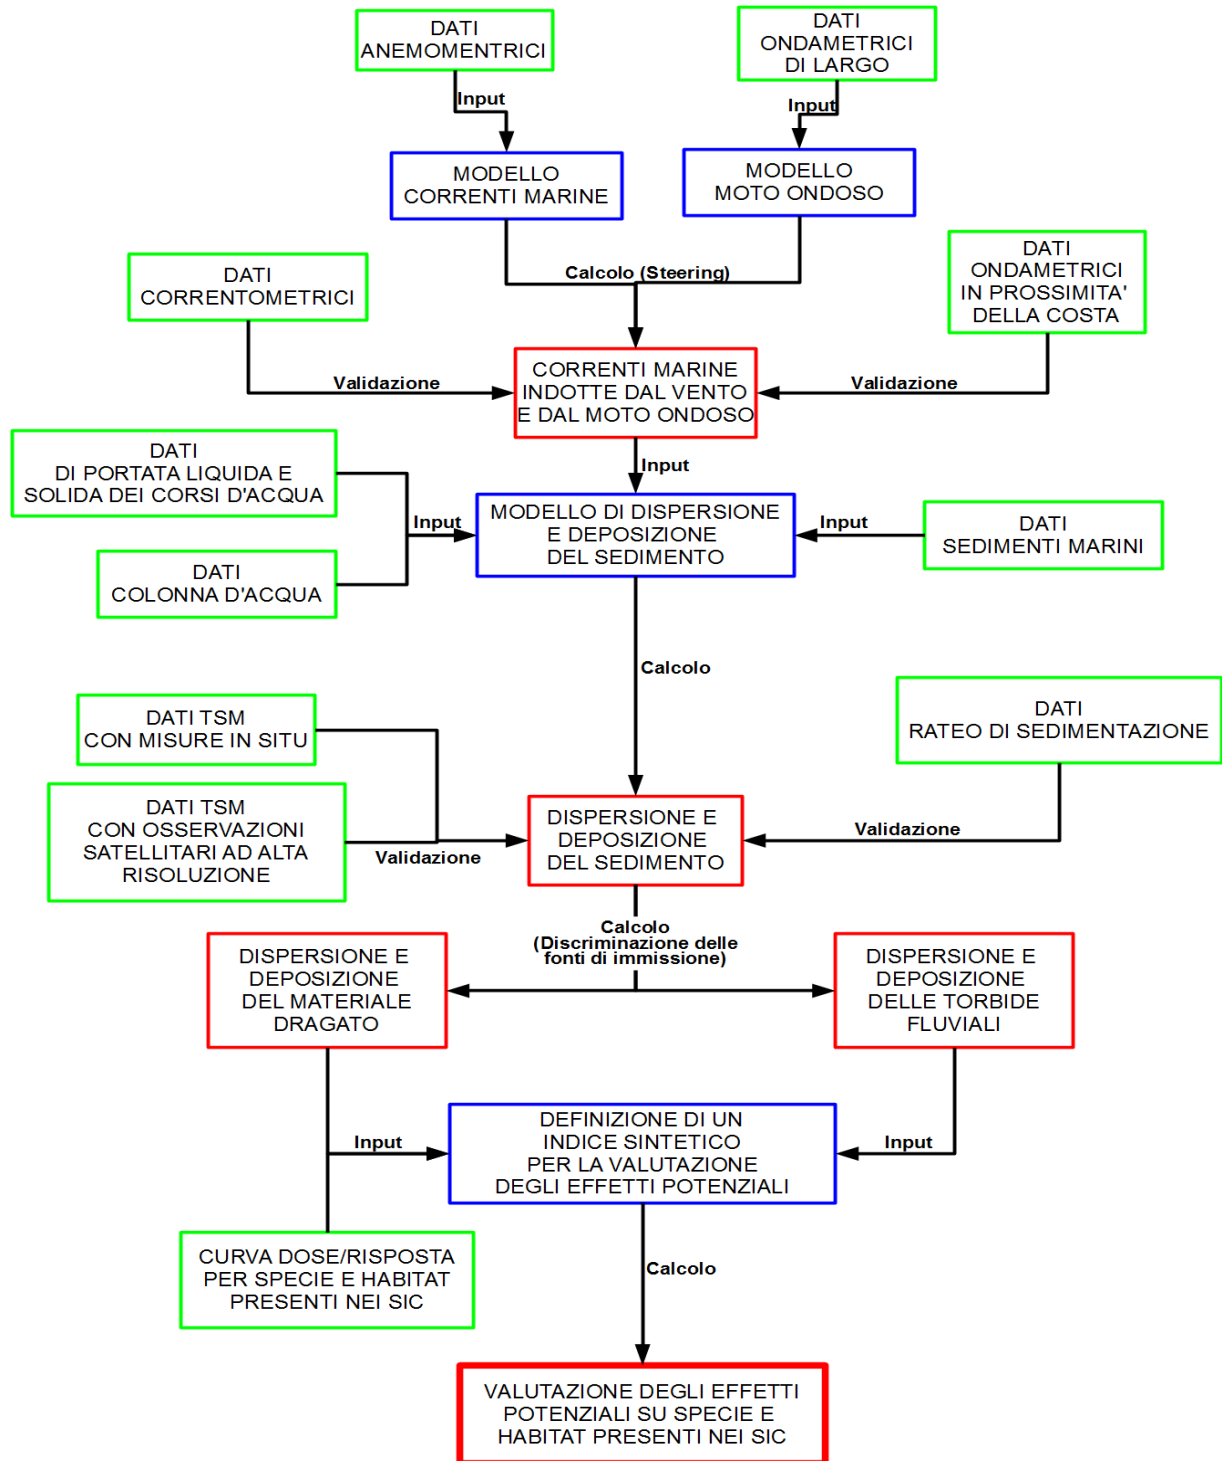 DATI
ANEMOMENTRICI
DATI
ONDAMETRICI
DI LARGO
Input
Input
MODELLO
CORRENTI MARINE
MODELLO
MOTO ONDOSO
Calcolo (Steering)
DATI
CORRENTOMETRICI
DATI
ONDAMETRICI
IN PROSSIMITA'
DELLA COSTA
CORRENTI MARINE
INDOTTE DAL VENTO
E DAL MOTO ONDOSO
Validazione
Validazione
Input
DATI
DI PORTATA LIQUIDA E
SOLIDA DEI CORSI D'ACQUA
DATI
COLONNA D'ACQUA
Input
MODELLO DI DISPERSIONE
E DEPOSIZIONE
DEL SEDIMENTO
Input
DATI
SEDIMENTI MARINI
Calcolo
DATI TSM
CON MISURE IN SITU
DATI TSM
CON OSSERVAZIONI
SATELLITARI AD ALTA
RISOLUZIONE
Validazione
DISPERSIONE E
DEPOSIZIONE
DEL SEDIMENTO
Validazione
DATI
RATEO DI SEDIMENTAZIONE
Calcolo
(Discriminazione delle
fonti di immissione)
DISPERSIONE E
DEPOSIZIONE
DEL MATERIALE
DRAGATO
DISPERSIONE E
DEPOSIZIONE
DELLE TORBIDE
FLUVIALI
Input
DEFINIZIONE DI UN
INDICE SINTETICO
PER LA VALUTAZIONE
DEGLI EFFETTI POTENZIALI
Input
CURVA DOSE/RISPOSTA
PER SPECIE E HABITAT
PRESENTI NEI SIC
Calcolo
VALUTAZIONE DEGLI EFFETTI
POTENZIALI SU SPECIE E
HABITAT PRESENTI NEI SIC